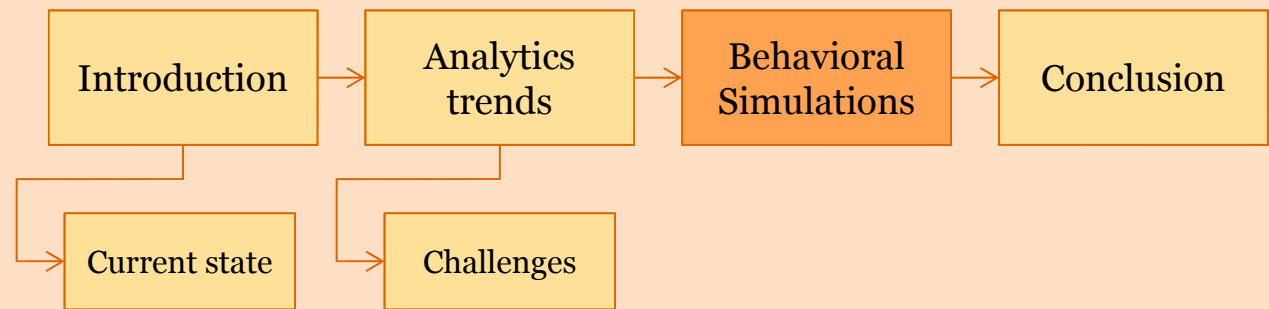 Introduction
Analytics
trends
Behavioral
Simulations
Conclusion
Current state
Challenges